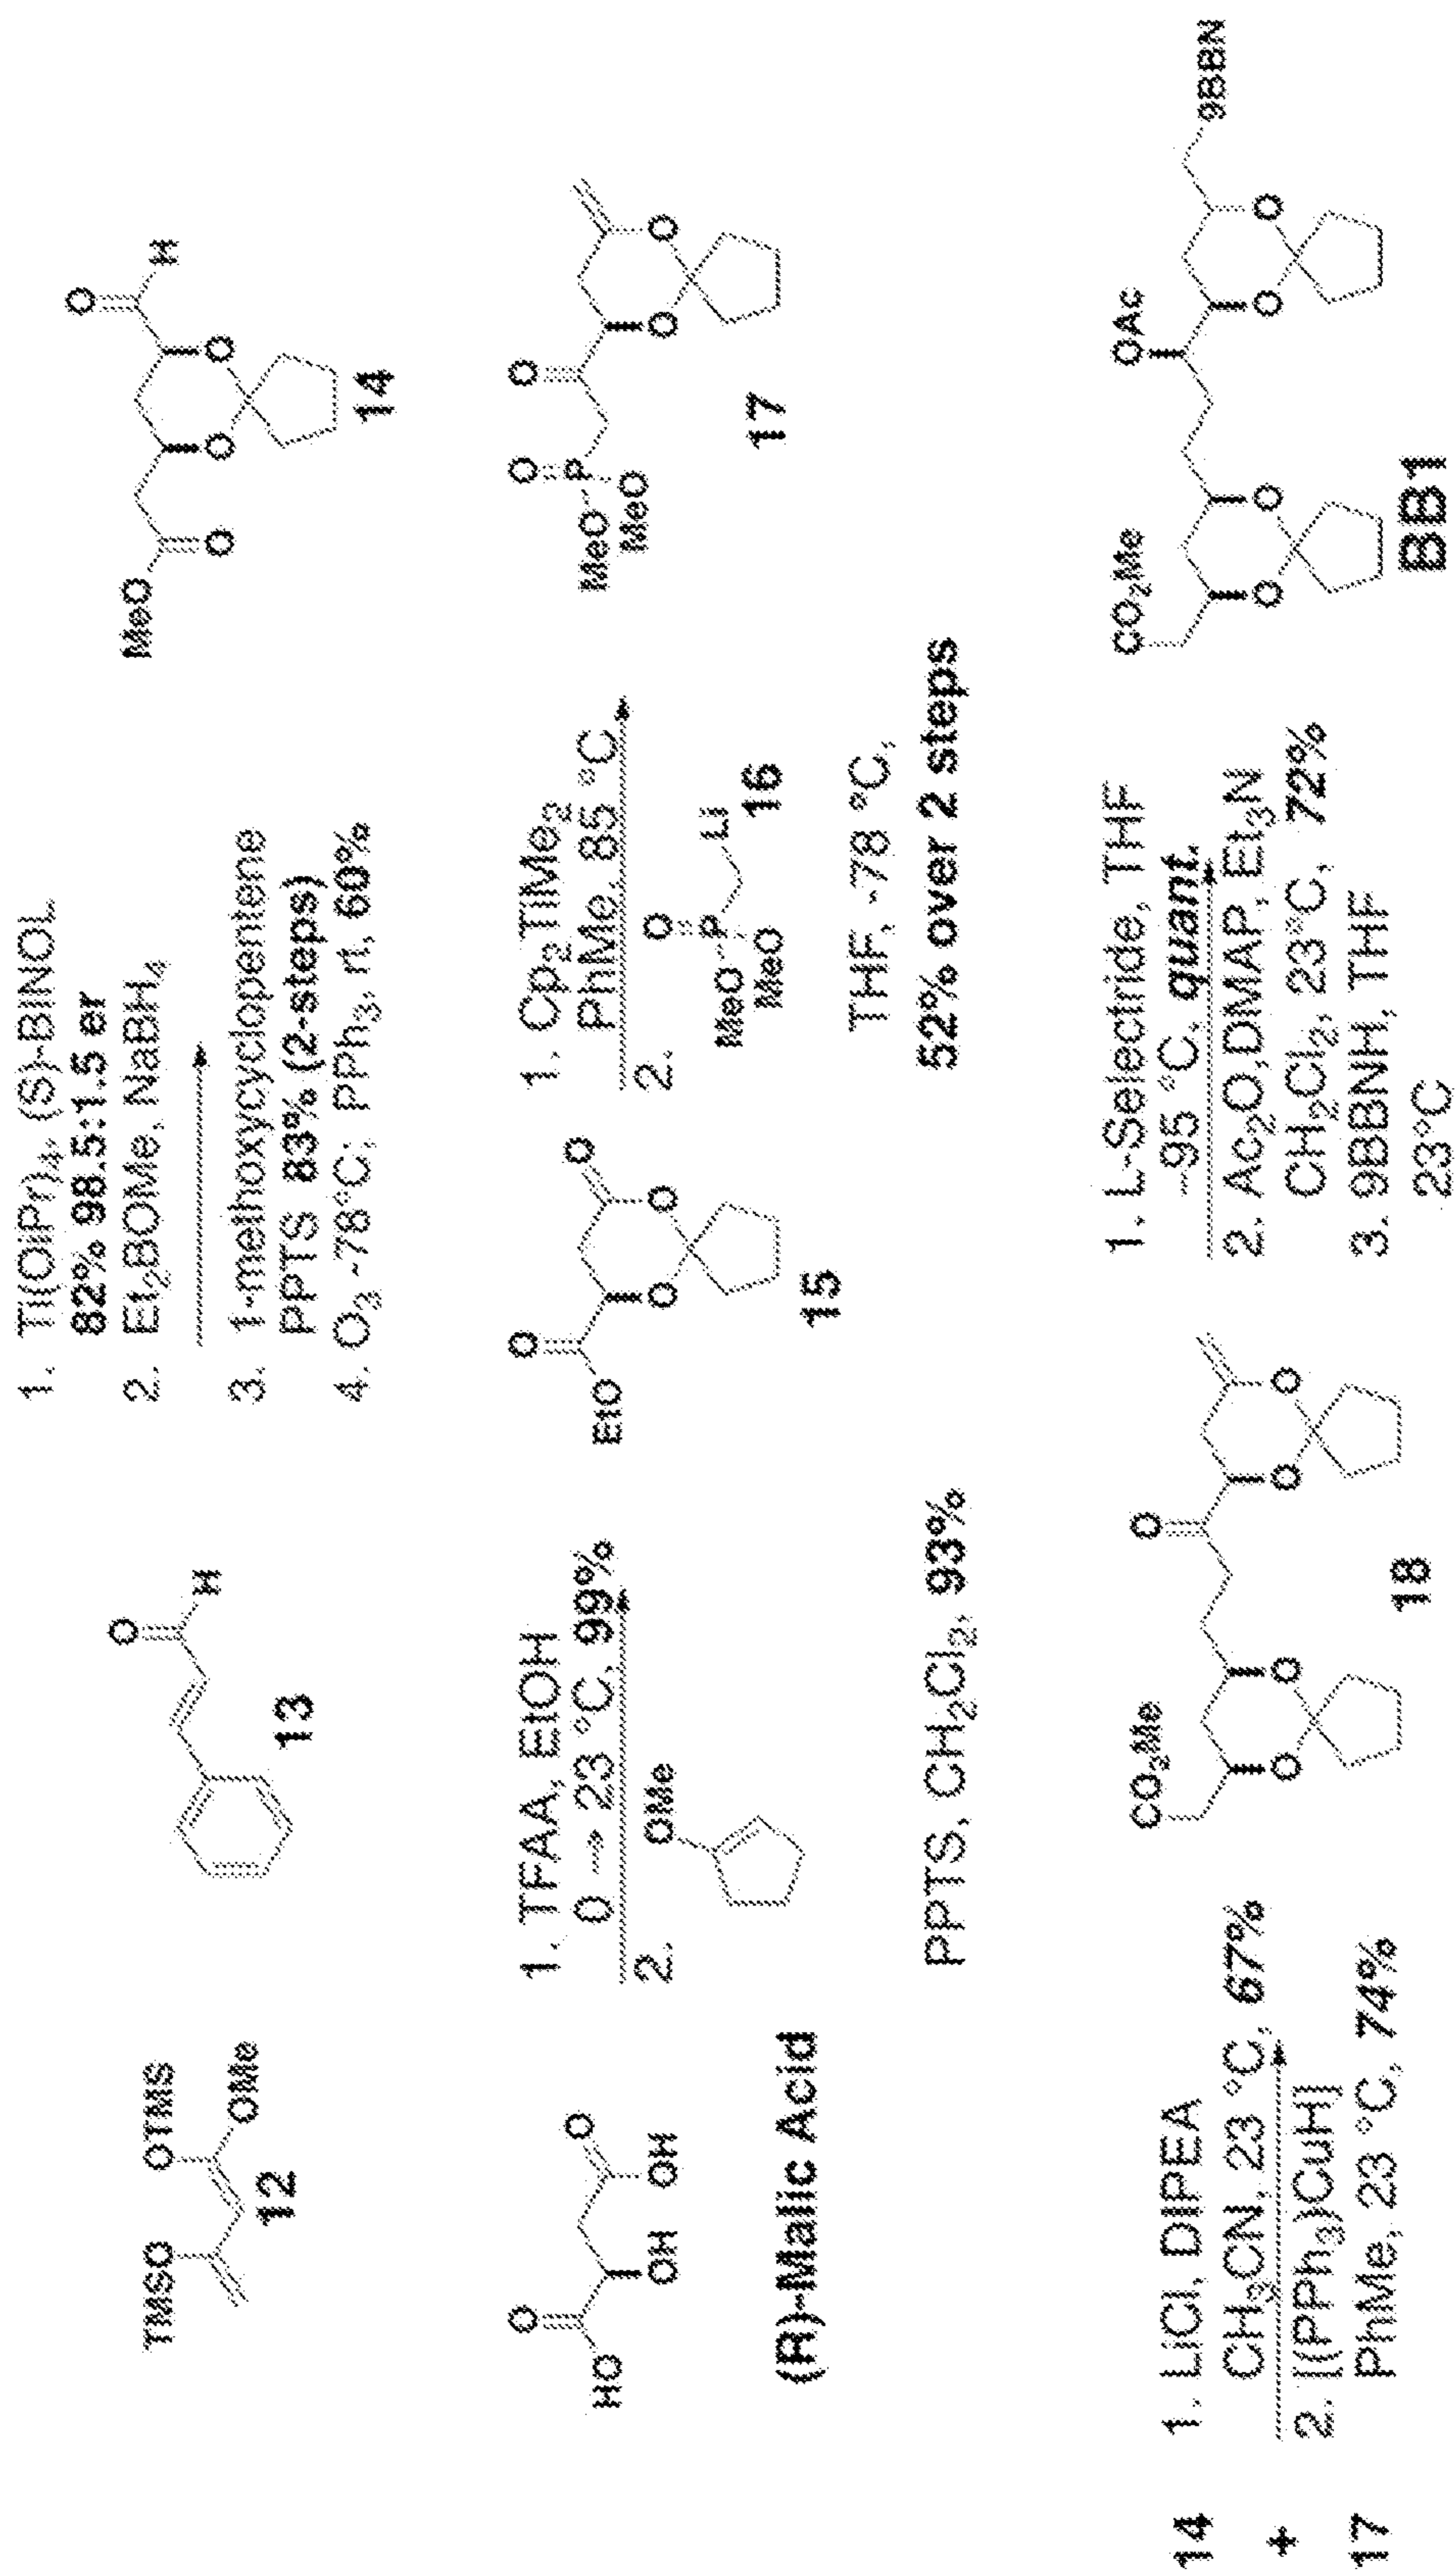 TMSO OTMS
OMe
12
O
H
13
1. Ti(OiPr)4, (S)-BINOL
82% 98.5:1.5 er
2. Et2BOMe, NaBH4
3. 1-methoxycyclopentene
PPTS 83% (2-steps)
4. O3 -78°C; PPh3, rt, 60%
O
MeO H
O O O
14
O O
HO OH OH
(R)-Malic Acid
1. TFAA, EtOH
0 → 23 °C, 99%
2.
OMe
PPTS, CH2Cl2, 93%
O O
EtO O O
15
1. Cp2TiMe2
PhMe, 85 °C
2.
O
MeO P Li
MeO
16
THF, -78 °C,
52% over 2 steps
O O
MeO P O O
MeO
17
14
+
17
1. LiCl, DIPEA
CH3CN, 23 °C, 67%
2. [(PPh3)CuH]
PhMe, 23 °C, 74%
CO2Me O
O O O O
18
1. L-Selectride, THF
-95 °C, quant.
2. Ac2O,DMAP, Et3N
CH2Cl2, 23°C, 72%
3. 9BBNH, THF
23°C
CO2Me OAc
9BBN
O O O O
BB1